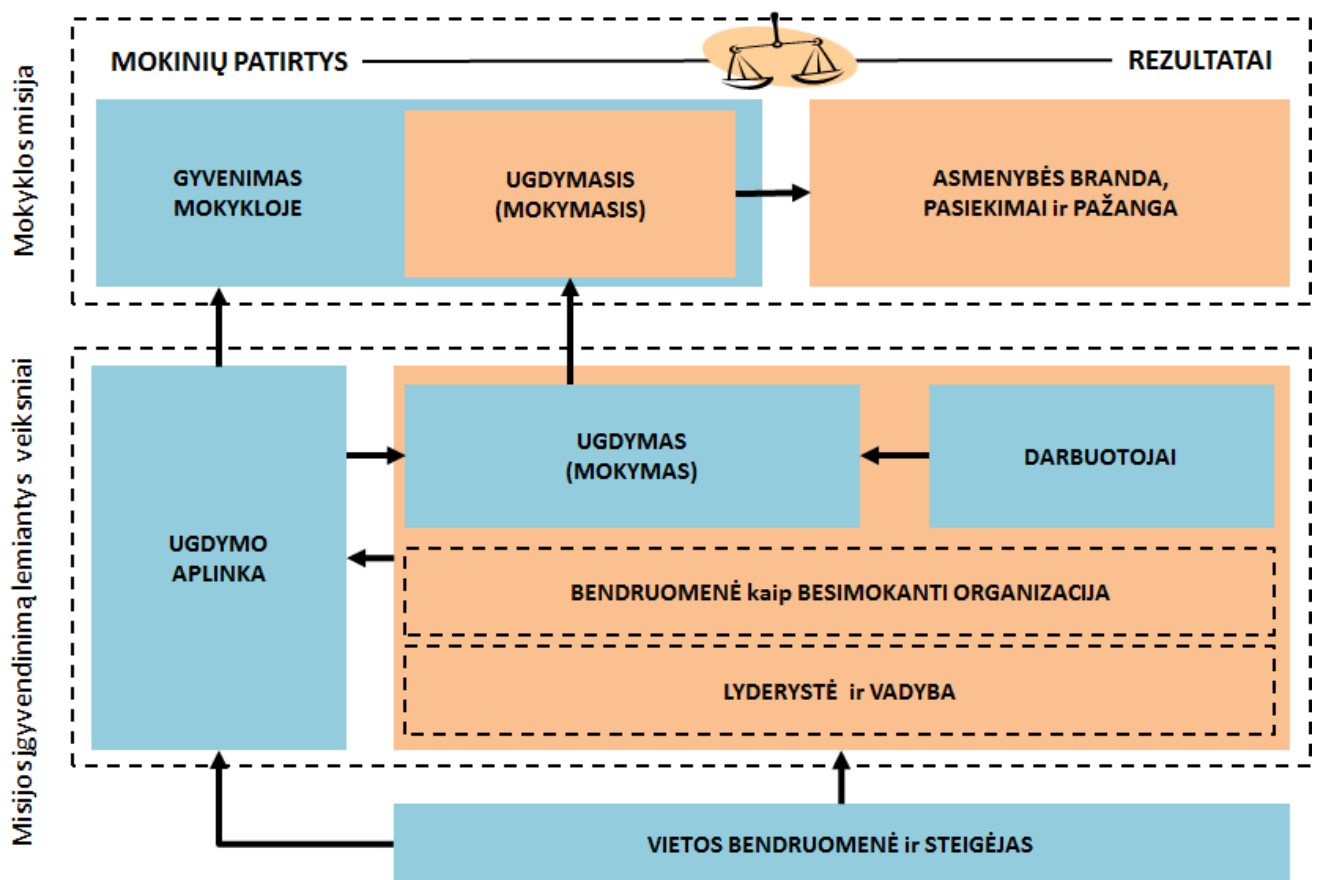 MOKINIŲ PATIRTYS
REZULTATAI
Mokyklos misija
GYVENIMAS
MOKYKLOJE
UGDYMASIS
(MOKYMASIS)
ASMENYBĖS BRANDA,
PASIEKIMAI ir PAŽANGA
Misijos įgyvendinimą lemiantys veiksniai
UGDYMO
APLINKA
UGDYMAS
(MOKYMAS)
DARBUOTOJAI
BENDRUOMENĖ kaip BESIMOKANTI ORGANIZACIJA
LYDERYSTĖ ir VADYBA
VIETOS BENDRUOMENĖ ir STEIGĖJAS